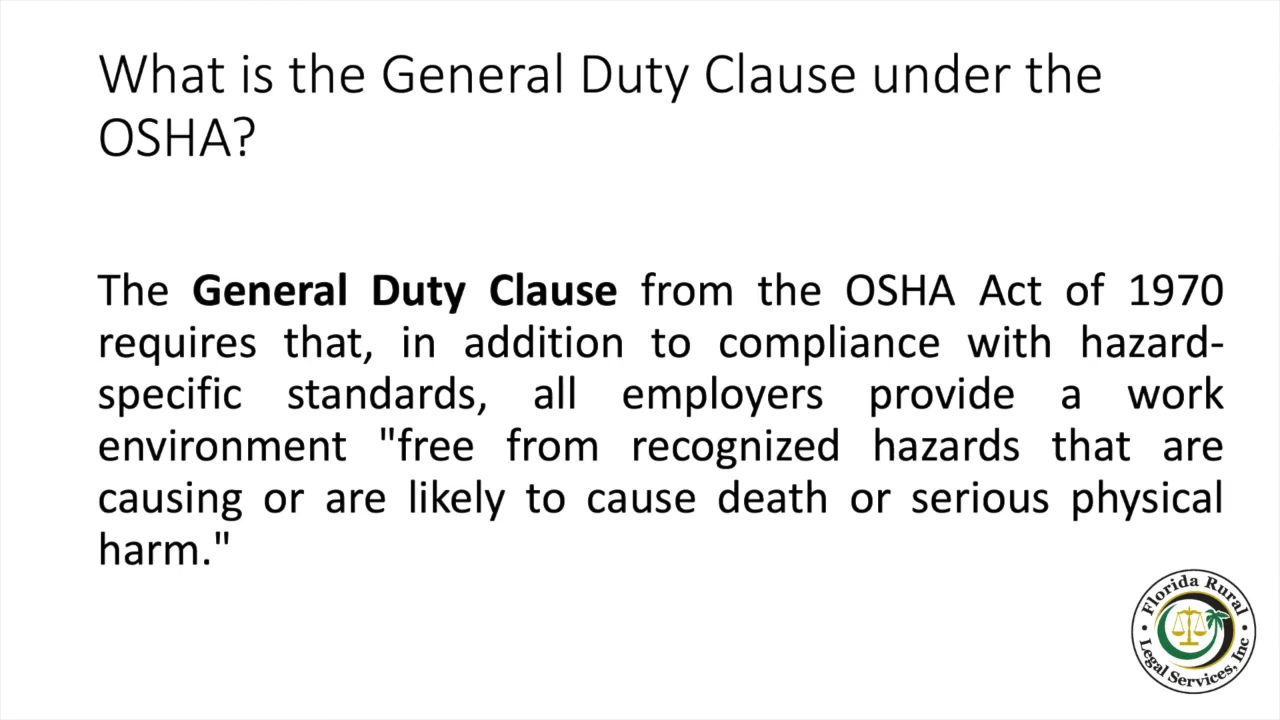 What is the General Duty Clause under the
OSHA?
The General Duty Clause from the OSHA Act of 1970
requires that, in addition to compliance with hazard-
specific standards, all employers provide a work
environment "free from recognized hazards that are
causing or are likely to cause death or serious physical
harm."
Florida Rural
Legal Services, Inc